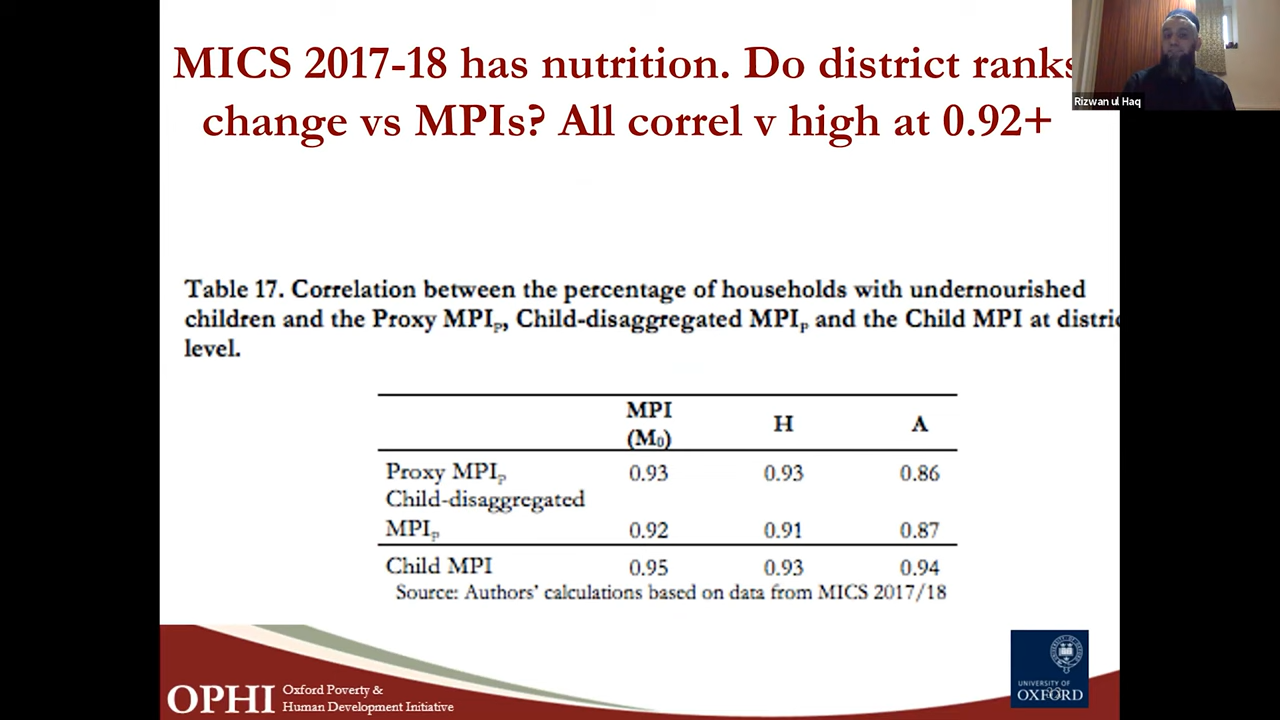 MICS 2017-18 has nutrition. Do district ranks
change vs MPIs? All correl v high at 0.92+
Rizwan ul Haq
Table 17. Correlation between the percentage of households with undernourished
children and the Proxy MPIₚ, Child-disaggregated MPIₚ and the Child MPI at distric
level.
MPI (M₀) H A
Proxy MPIₚ 0.93 0.93 0.86
Child-disaggregated
MPIₚ 0.92 0.91 0.87
Child MPI 0.95 0.93 0.94
Source: Authors' calculations based on data from MICS 2017/18
OPHI
Oxford Poverty &
Human Development Initiative
UNIVERSITY OF
OXFORD